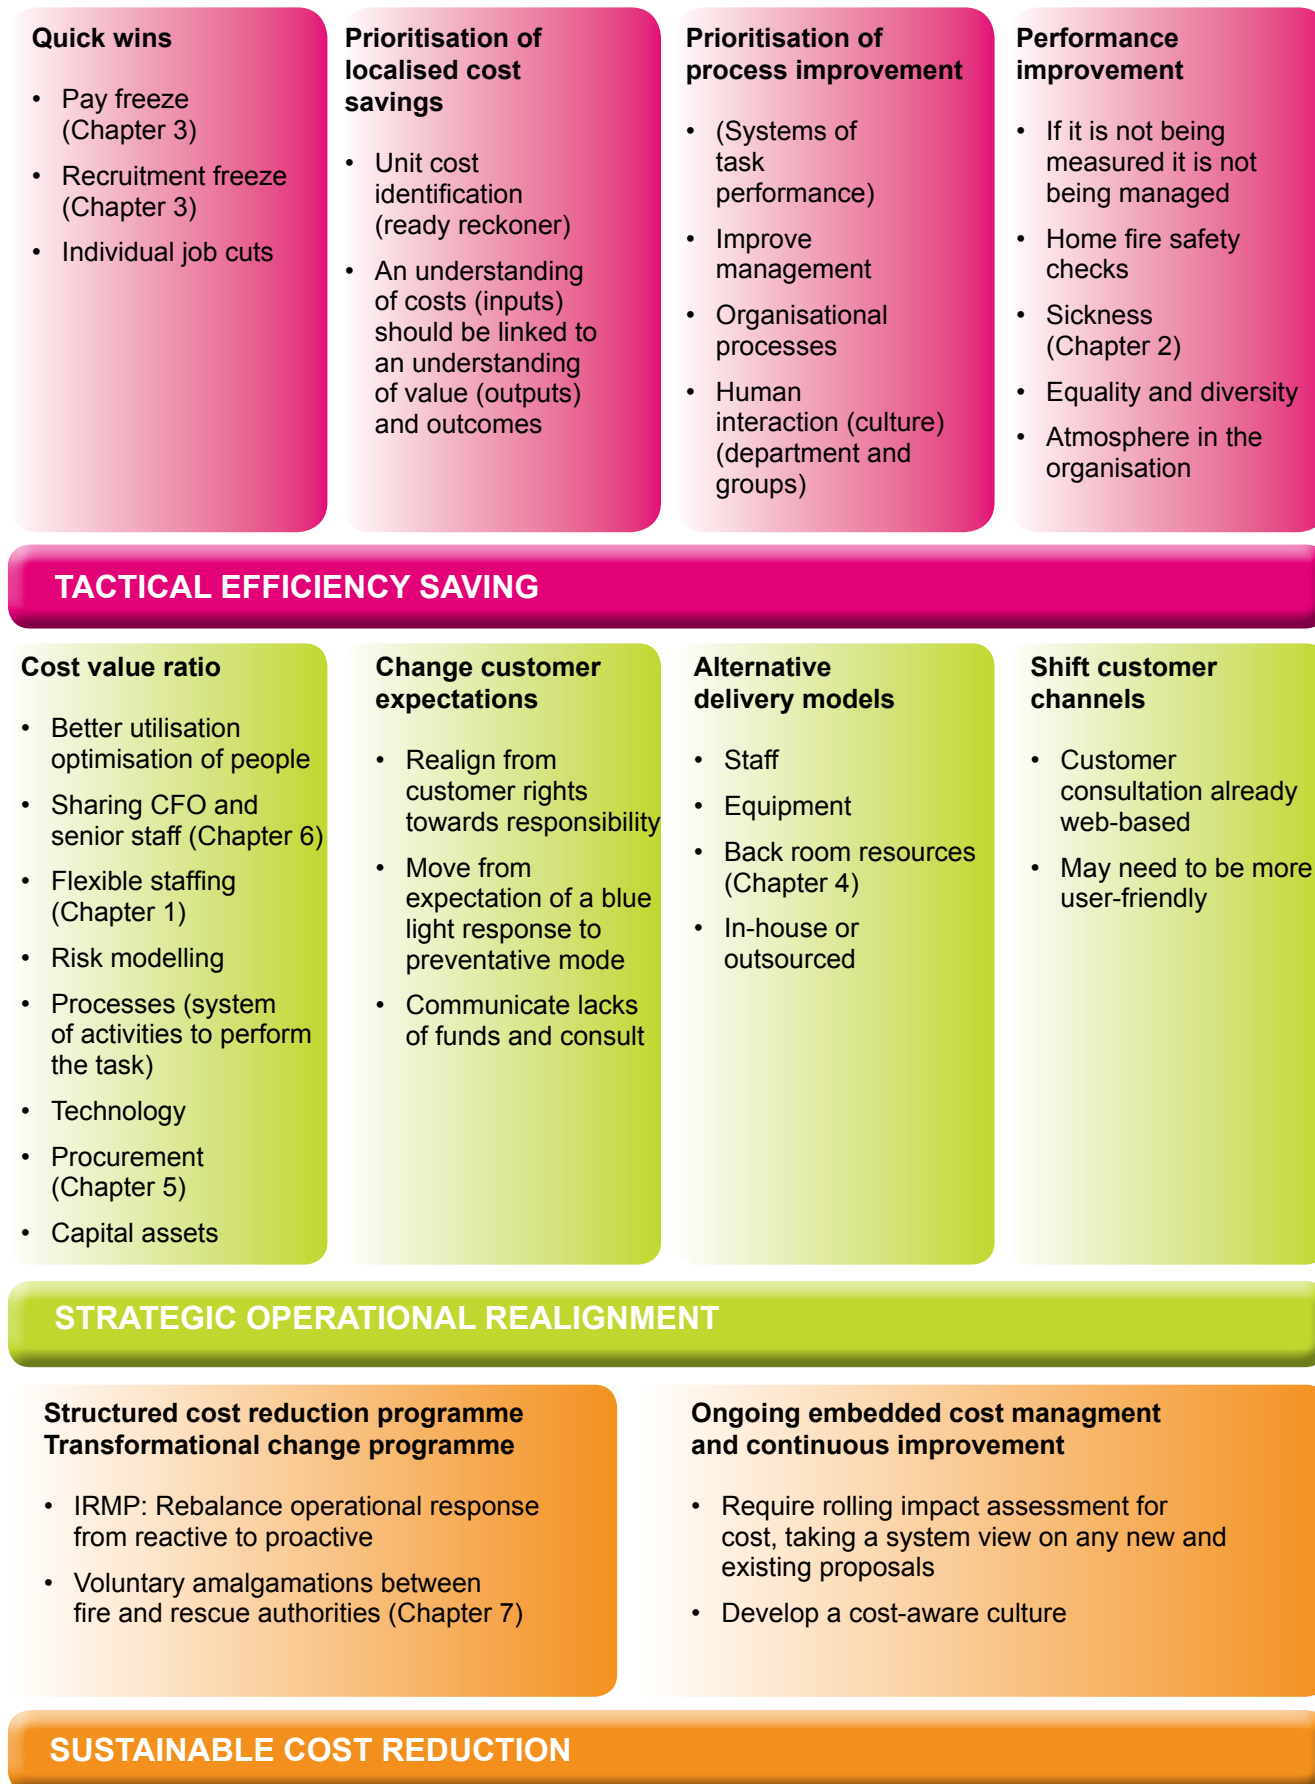 Quick wins
• Pay freeze
(Chapter 3)
• Recruitment freeze
(Chapter 3)
• Individual job cuts
Prioritisation of
localised cost
savings
• Unit cost
identification
(ready reckoner)
• An understanding
of costs (inputs)
should be linked to
an understanding
of value (outputs)
and outcomes
Prioritisation of
process improvement
• (Systems of
task
performance)
• Improve
management
• Organisational
processes
• Human
interaction (culture)
(department and
groups)
Performance
improvement
• If it is not being
measured it is not
being managed
• Home fire safety
checks
• Sickness
(Chapter 2)
• Equality and diversity
• Atmosphere in the
organisation
TACTICAL EFFICIENCY SAVING
Cost value ratio
• Better utilisation
optimisation of people
• Sharing CFO and
senior staff (Chapter 6)
• Flexible staffing
(Chapter 1)
• Risk modelling
• Processes (system
of activities to perform
the task)
• Technology
• Procurement
(Chapter 5)
• Capital assets
Change customer
expectations
• Realign from
customer rights
towards responsibility
• Move from
expectation of a blue
light response to
preventative mode
• Communicate lacks
of funds and consult
Alternative
delivery models
• Staff
• Equipment
• Back room resources
(Chapter 4)
• In-house or
outsourced
Shift customer
channels
• Customer
consultation already
web-based
• May need to be more
user-friendly
STRATEGIC OPERATIONAL REALIGNMENT
Structured cost reduction programme
Transformational change programme
• IRMP: Rebalance operational response
from reactive to proactive
• Voluntary amalgamations between
fire and rescue authorities (Chapter 7)
Ongoing embedded cost managment
and continuous improvement
• Require rolling impact assessment for
cost, taking a system view on any new and
existing proposals
• Develop a cost-aware culture
SUSTAINABLE COST REDUCTION